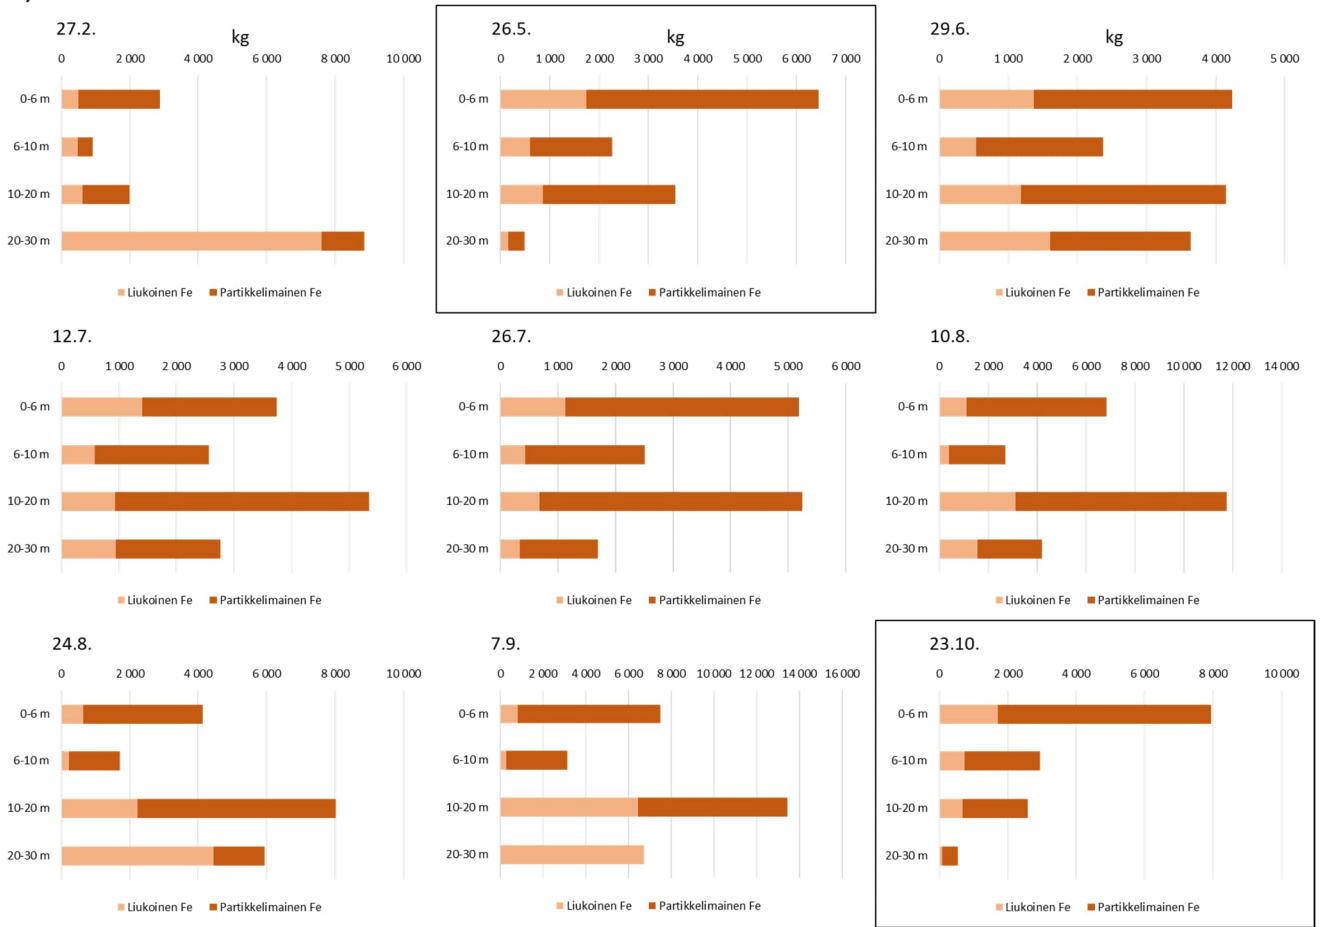 27.2.
kg
0 2 000 4 000 6 000 8 000 10 000
0-6 m
6-10 m
10-20 m
20-30 m
Liukoinen Fe Partikkelimainen Fe
26.5.
kg
0 1 000 2 000 3 000 4 000 5 000 6 000 7 000
0-6 m
6-10 m
10-20 m
20-30 m
Liukoinen Fe Partikkelimainen Fe
29.6.
kg
0 1 000 2 000 3 000 4 000 5 000
0-6 m
6-10 m
10-20 m
20-30 m
Liukoinen Fe Partikkelimainen Fe
12.7.
0 1 000 2 000 3 000 4 000 5 000 6 000
0-6 m
6-10 m
10-20 m
20-30 m
Liukoinen Fe Partikkelimainen Fe
26.7.
0 1 000 2 000 3 000 4 000 5 000 6 000
0-6 m
6-10 m
10-20 m
20-30 m
Liukoinen Fe Partikkelimainen Fe
10.8.
0 2 000 4 000 6 000 8 000 10 000 12 000 14 000
0-6 m
6-10 m
10-20 m
20-30 m
Liukoinen Fe Partikkelimainen Fe
24.8.
0 2 000 4 000 6 000 8 000 10 000
0-6 m
6-10 m
10-20 m
20-30 m
Liukoinen Fe Partikkelimainen Fe
7.9.
0 2 000 4 000 6 000 8 000 10 000 12 000 14 000 16 000
0-6 m
6-10 m
10-20 m
20-30 m
Liukoinen Fe Partikkelimainen Fe
23.10.
0 2 000 4 000 6 000 8 000 10 000
0-6 m
6-10 m
10-20 m
20-30 m
Liukoinen Fe Partikkelimainen Fe